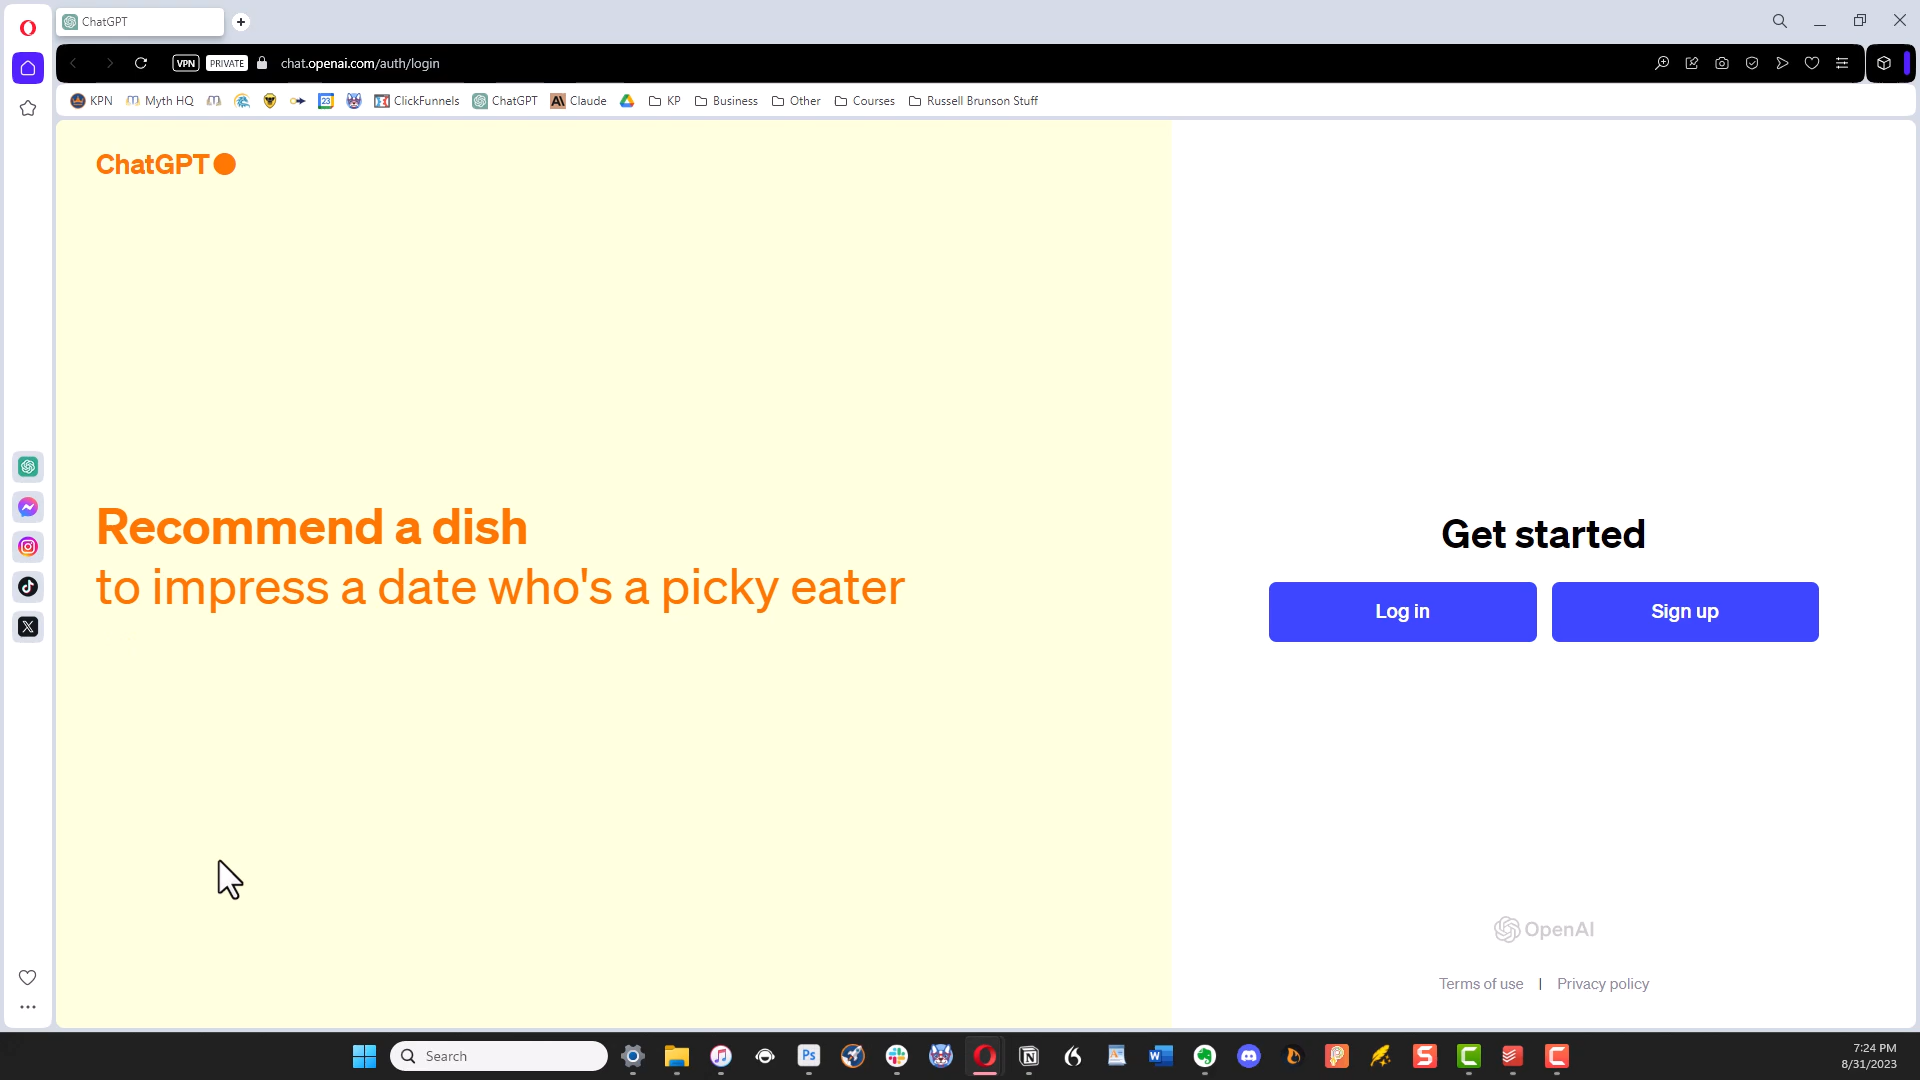 ChatGPT
VPN PRIVATE chat.openai.com/auth/login
KPN Myth HQ 23 ClickFunnels ChatGPT Claude KP Business Other Courses Russell Brunson Stuff
ChatGPT
Recommend a dish
to impress a date who's a picky eater
Get started
Log in Sign up
OpenAI
Terms of use | Privacy policy
Search
Ps
7:24 PM
8/31/2023